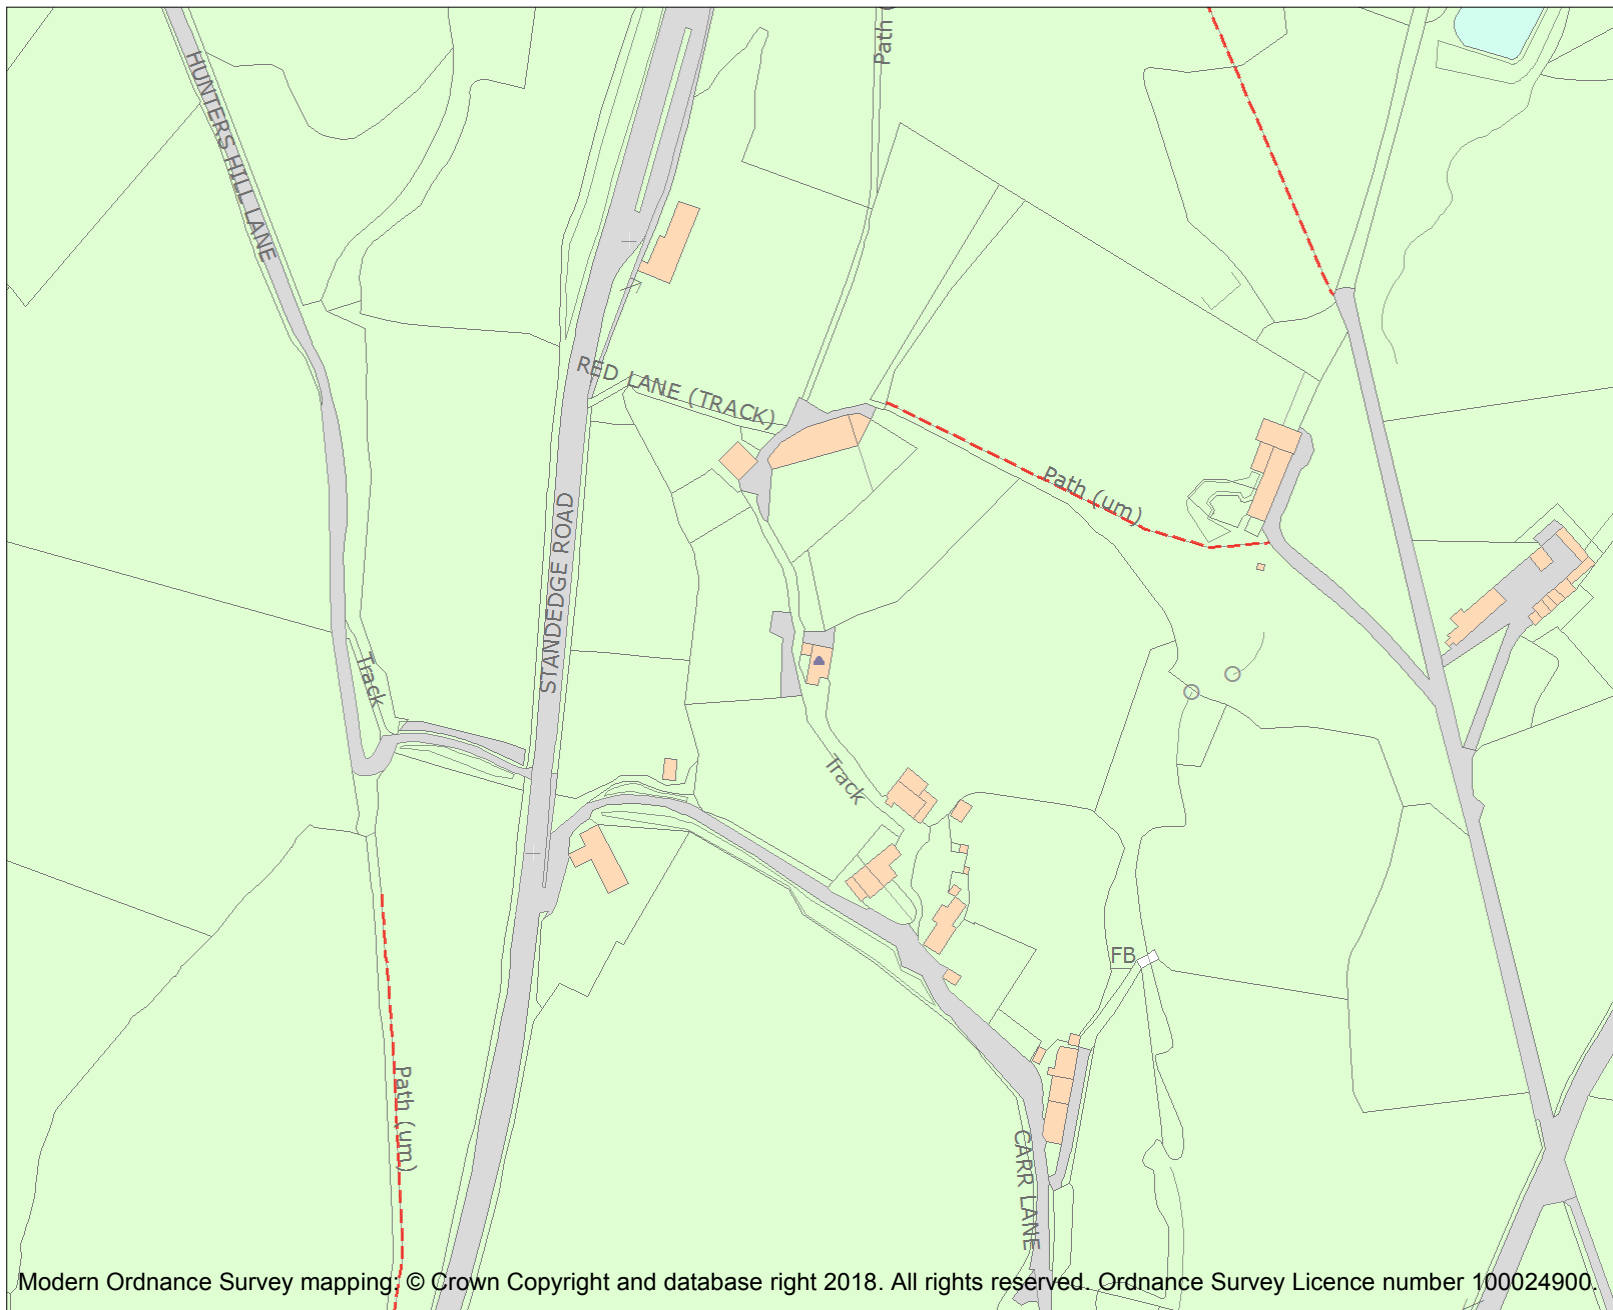 Path (
HUNTERS HILL LANE
RED LANE (TRACK)
Path (um)
STANDEDGE ROAD
Track
Track
FB
Path (um)
CARR LANE
Modern Ordnance Survey mapping: © Crown Copyright and database right 2018. All rights reserved. Ordnance Survey Licence number 100024900.